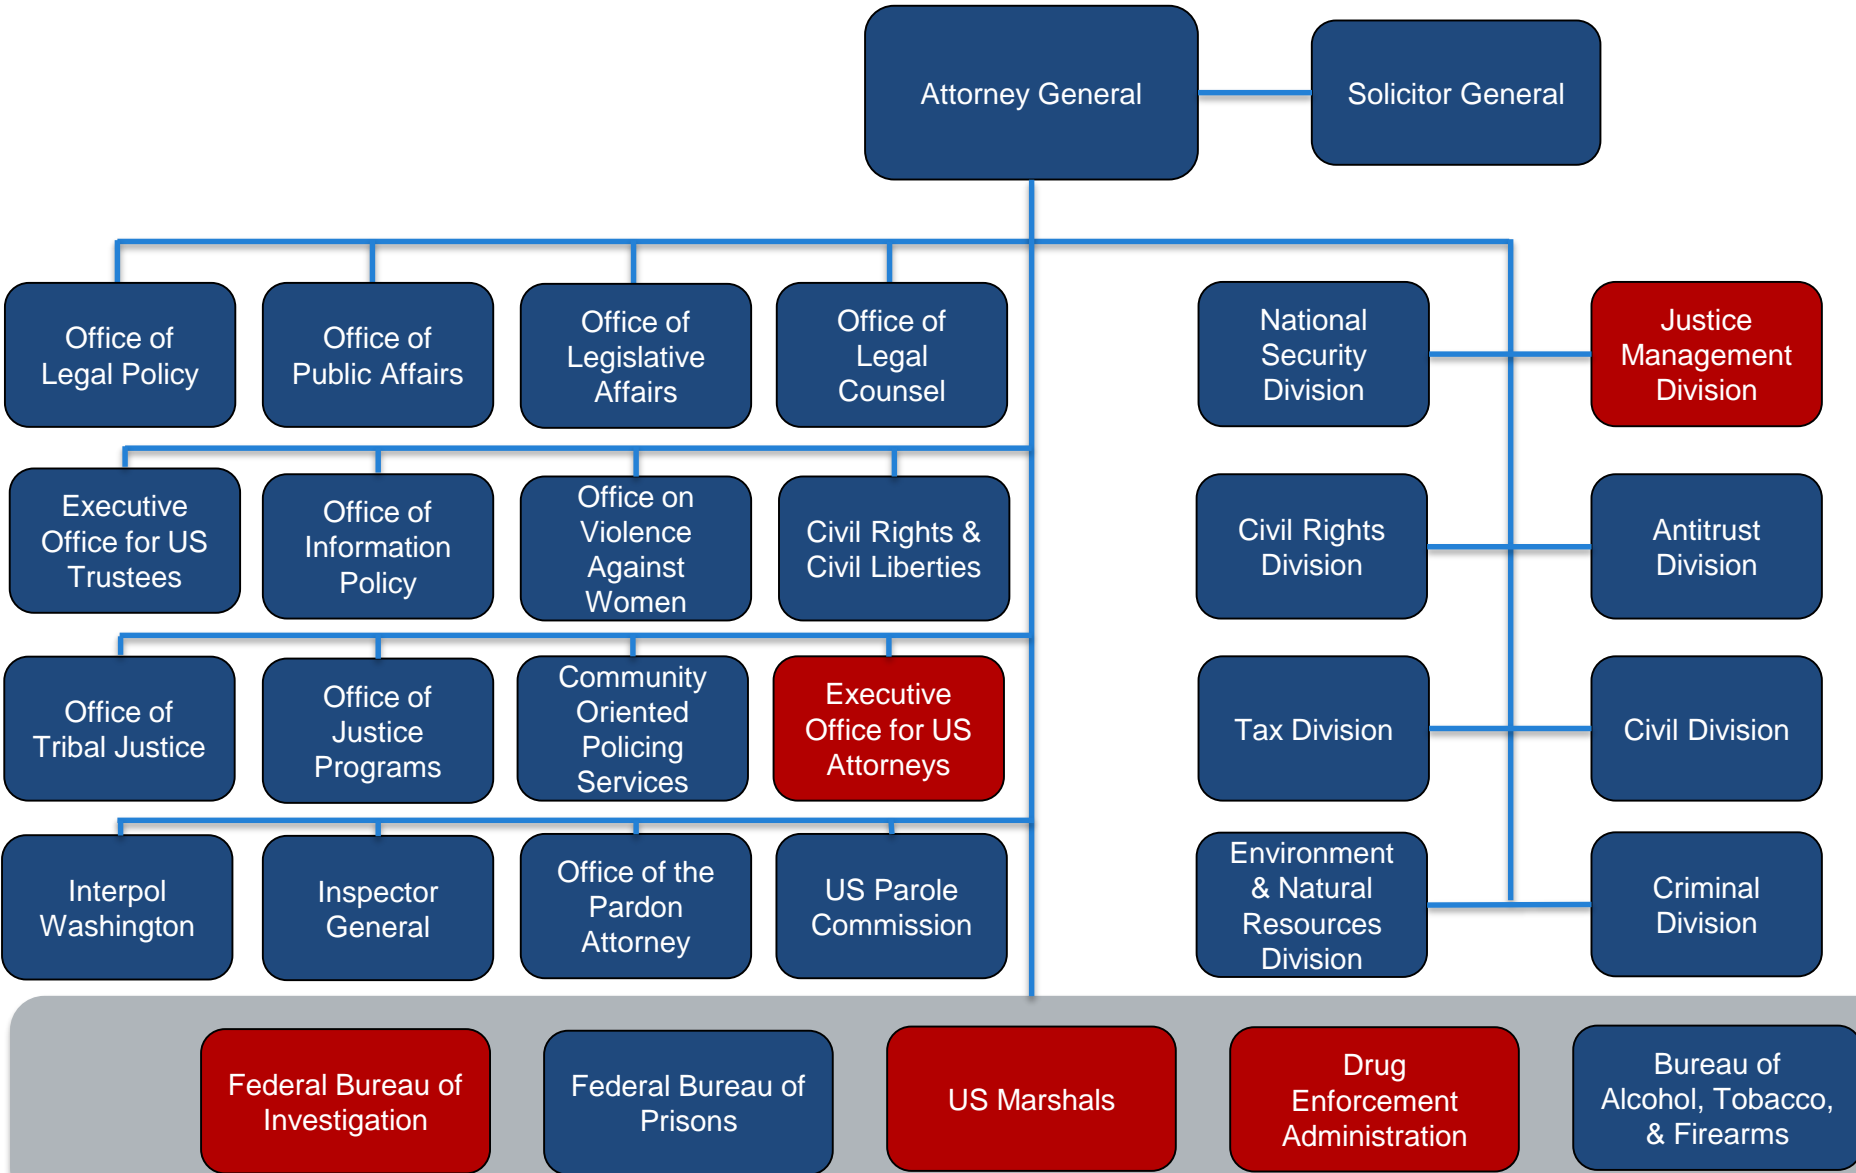 Attorney General
Solicitor General
Office of
Legal Policy
Office of
Public Affairs
Office of
Legislative
Affairs
Office of
Legal
Counsel
National
Security
Division
Justice
Management
Division
Executive
Office for US
Trustees
Office of
Information
Policy
Office on
Violence
Against
Women
Civil Rights &
Civil Liberties
Civil Rights
Division
Antitrust
Division
Office of
Tribal Justice
Office of
Justice
Programs
Community
Oriented
Policing
Services
Executive
Office for US
Attorneys
Tax Division
Civil Division
Interpol
Washington
Inspector
General
Office of the
Pardon
Attorney
US Parole
Commission
Environment
& Natural
Resources
Division
Criminal
Division
Federal Bureau of
Investigation
Federal Bureau of
Prisons
US Marshals
Drug
Enforcement
Administration
Bureau of
Alcohol, Tobacco,
& Firearms